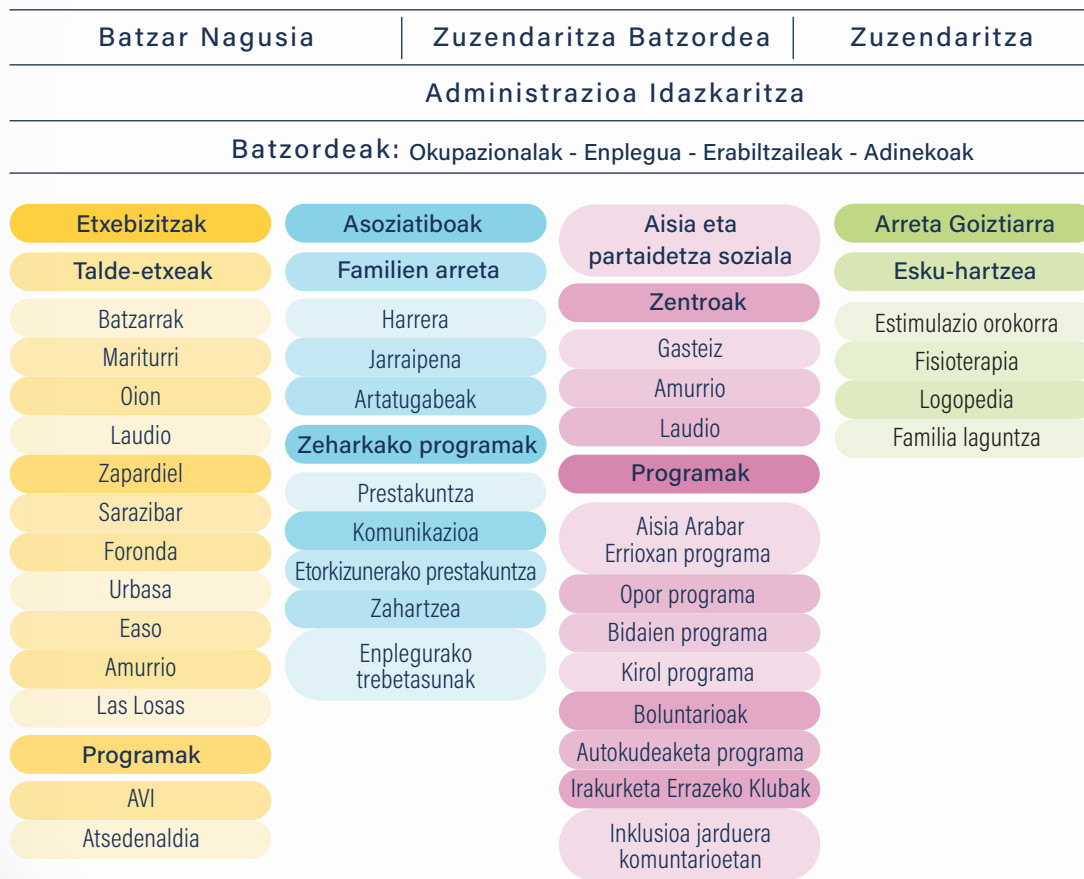 Batzar Nagusia
Zuzendaritza Batzordea
Zuzendaritza
Administrazioa Idazkaritza
Batzordeak: Okupazionalak - Enplegua - Erabiltzaileak - Adinekoak
Etxebizitzak
Talde-etxeak
Batzarrak
Mariturri
Oion
Laudio
Zapardiel
Sarazibar
Foronda
Urbasa
Easo
Amurrio
Las Losas
Programak
AVI
Atsedenaldia
Asoziatiboak
Familien arreta
Harrera
Jarraipena
Artatugabeak
Zeharkako programak
Prestakuntza
Komunikazioa
Etorkizunerako prestakuntza
Zahartzea
Enplegurako
trebetasunak
Aisia eta
partaidetza soziala
Zentroak
Gasteiz
Amurrio
Laudio
Programak
Aisia Arabar
Errioxan programa
Opor programa
Bidaien programa
Kirol programa
Boluntarioak
Autokudeaketa programa
Irakurketa Errazeko Klubak
Inklusioa jarduera
komuntarioetan
Arreta Goiztiarra
Esku-hartzea
Estimulazio orokorra
Fisioterapia
Logopedia
Familia laguntza